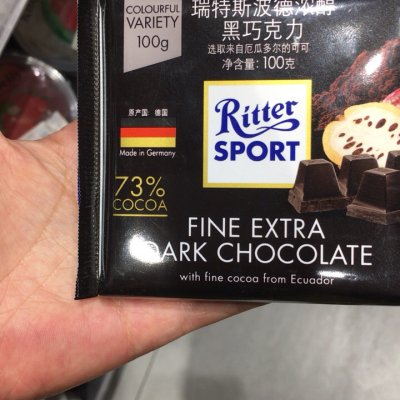 COLOURFUL
VARIETY
100g
瑞特斯波德浓醇
黑巧克力
选取来自厄瓜多尔的可可
净含量: 100克
原产国: 德国
Made in Germany
Ritter
SPORT
73%
COCOA
FINE EXTRA
DARK CHOCOLATE
with fine cocoa from Ecuador